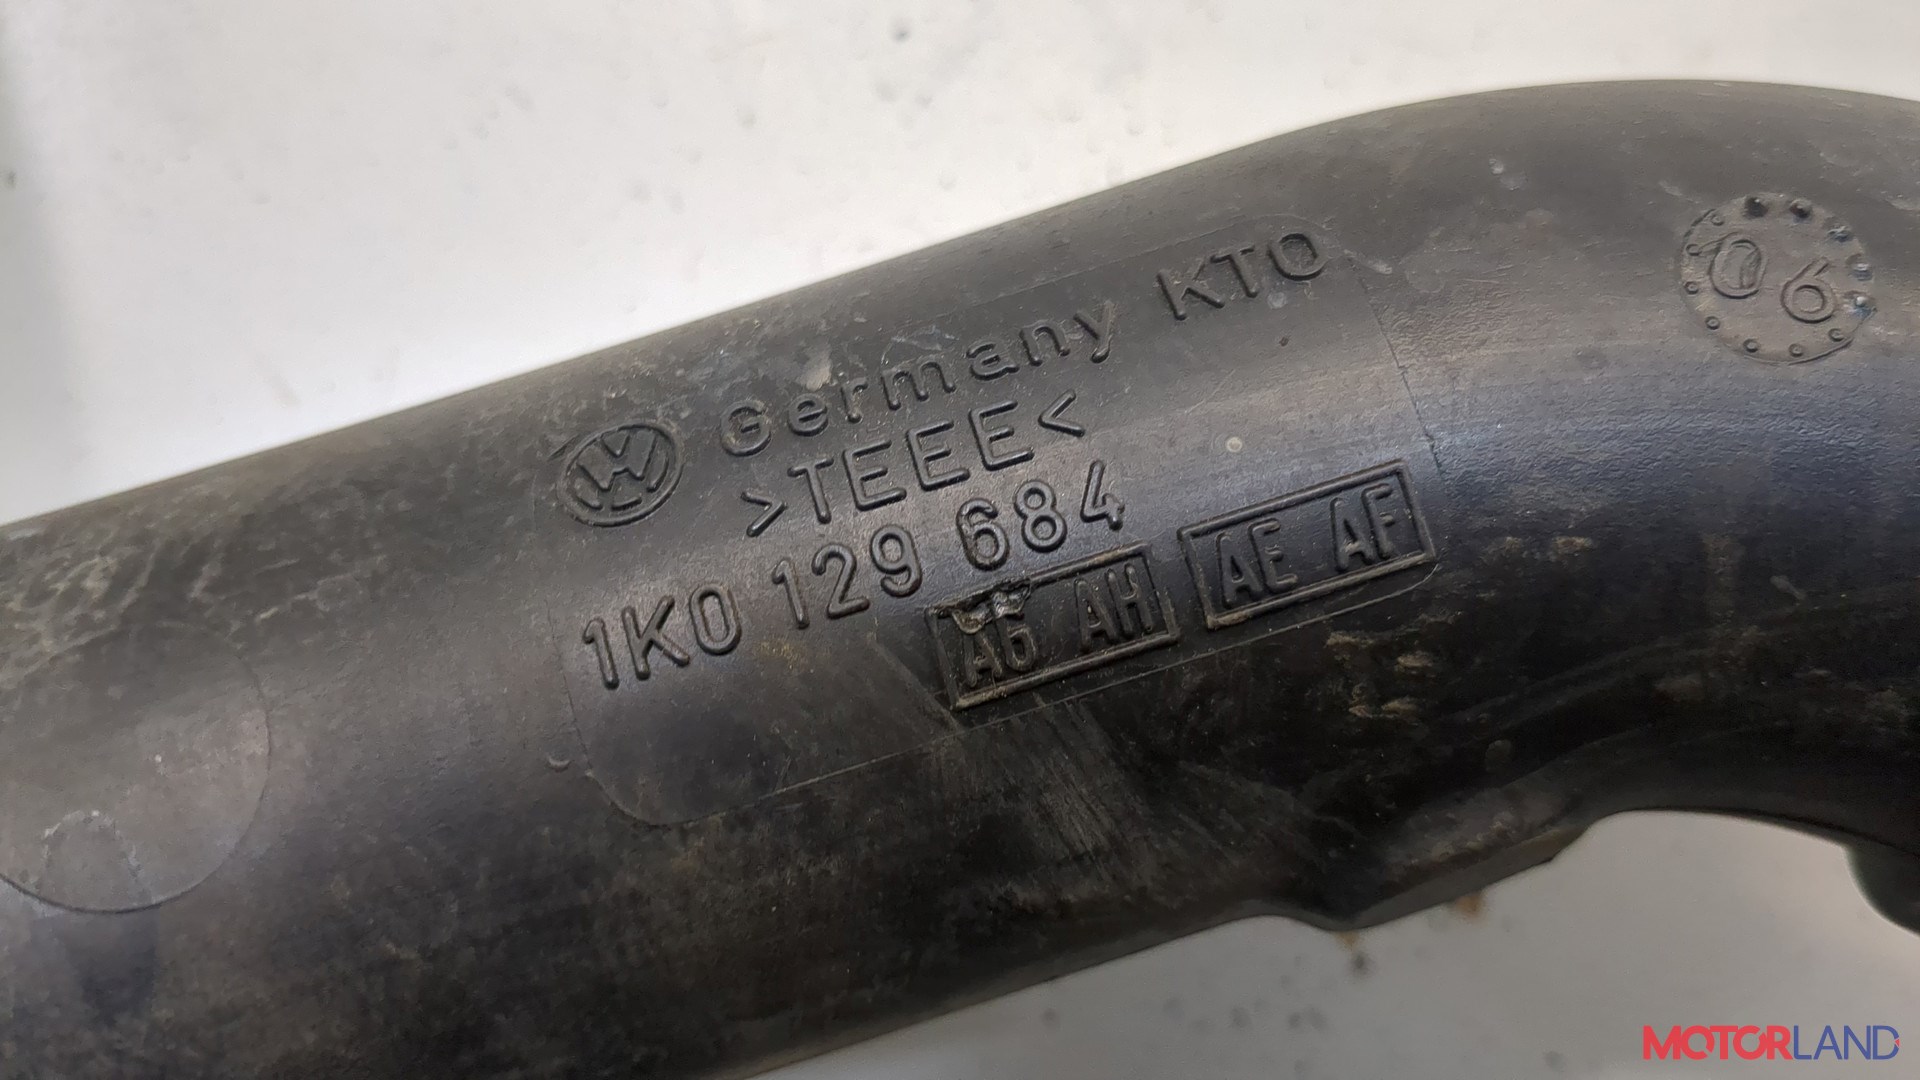 Germany KTO
>TEEE<
1K0 129 684
AG AH AE AF
06
MOTORLAND